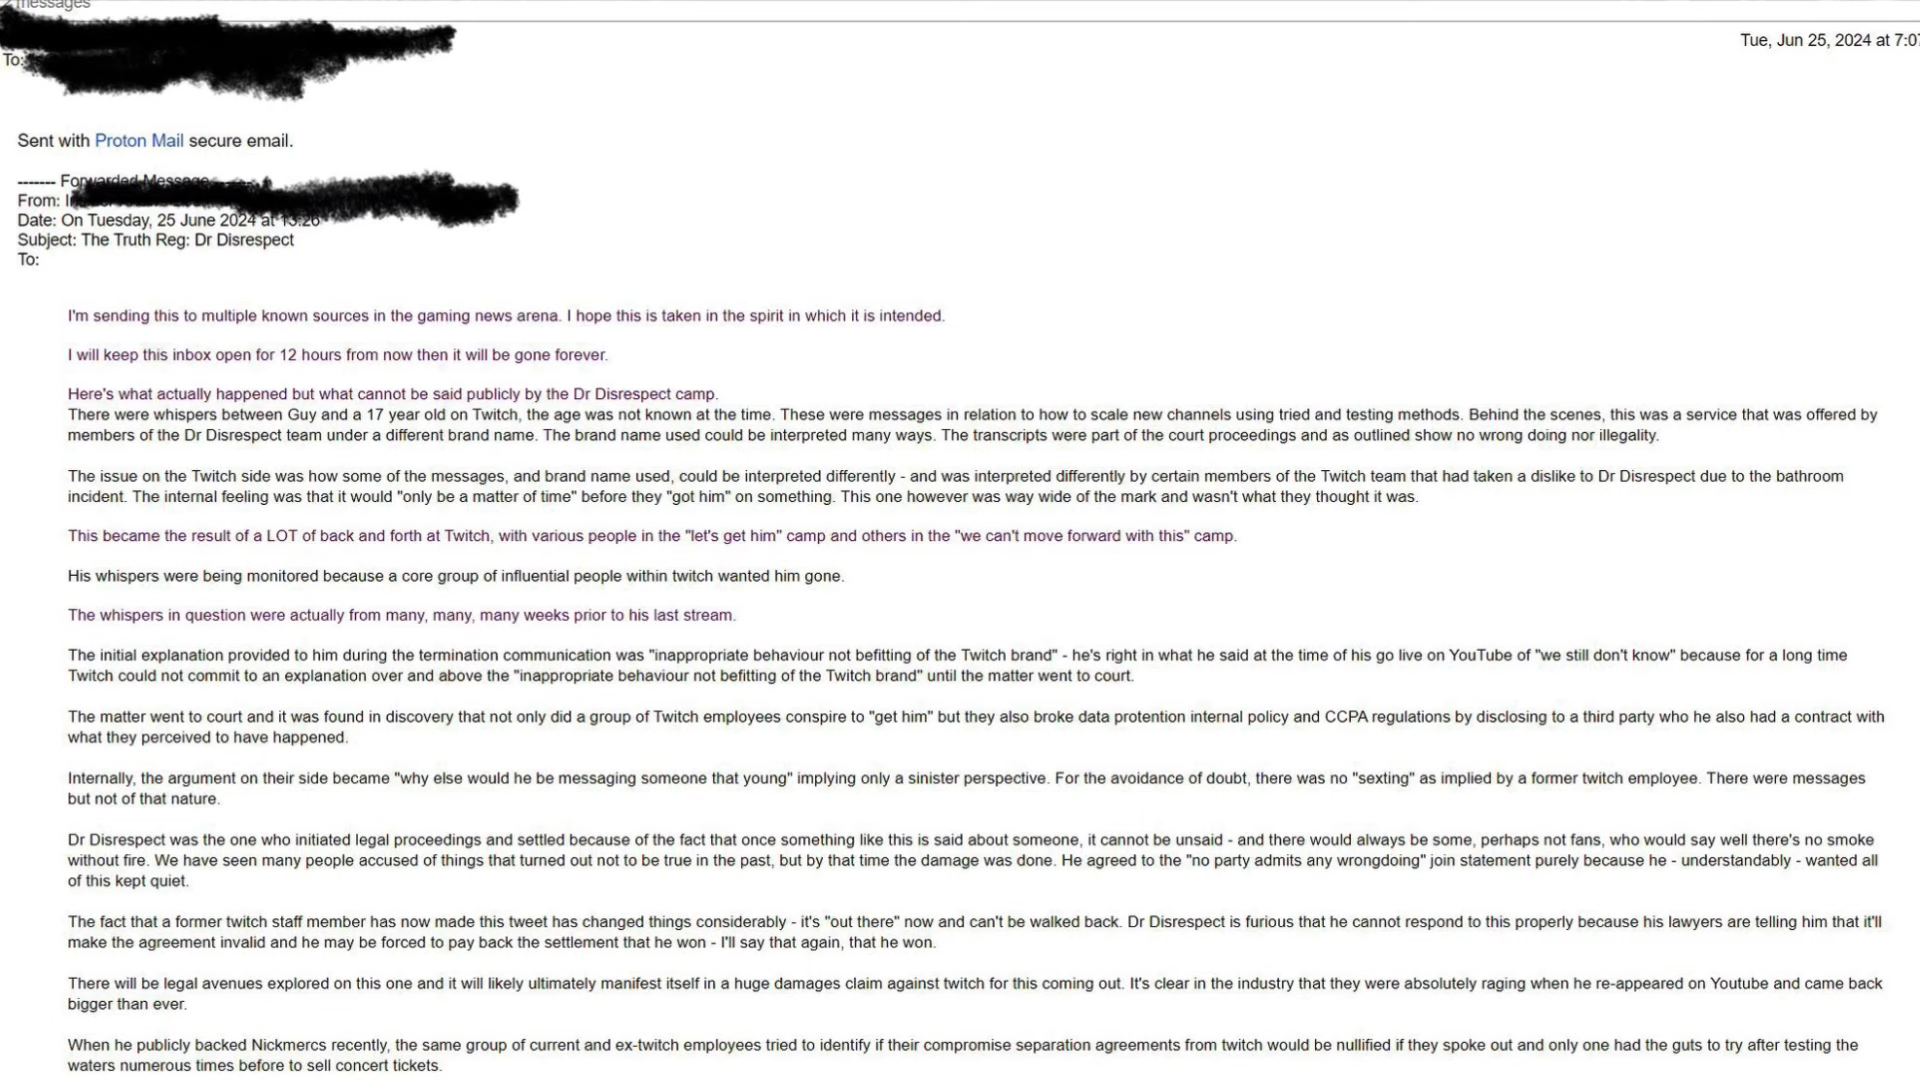 2 messages
Tue, Jun 25, 2024 at 7:07
To:
Sent with Proton Mail secure email.
------- Forwarded Message
From:
Date: On Tuesday, 25 June 2024 at 13:26
Subject: The Truth Reg: Dr Disrespect
To:
I'm sending this to multiple known sources in the gaming news arena. I hope this is taken in the spirit in which it is intended.
I will keep this inbox open for 12 hours from now then it will be gone forever.
Here's what actually happened but what cannot be said publicly by the Dr Disrespect camp.
There were whispers between Guy and a 17 year old on Twitch, the age was not known at the time. These were messages in relation to how to scale new channels using tried and testing methods. Behind the scenes, this was a service that was offered by
members of the Dr Disrespect team under a different brand name. The brand name used could be interpreted many ways. The transcripts were part of the court proceedings and as outlined show no wrong doing nor illegality.
The issue on the Twitch side was how some of the messages, and brand name used, could be interpreted differently - and was interpreted differently by certain members of the Twitch team that had taken a dislike to Dr Disrespect due to the bathroom
incident. The internal feeling was that it would "only be a matter of time" before they "got him" on something. This one however was way wide of the mark and wasn't what they thought it was.
This became the result of a LOT of back and forth at Twitch, with various people in the "let's get him" camp and others in the "we can't move forward with this" camp.
His whispers were being monitored because a core group of influential people within twitch wanted him gone.
The whispers in question were actually from many, many, many weeks prior to his last stream.
The initial explanation provided to him during the termination communication was "inappropriate behaviour not befitting of the Twitch brand" - he's right in what he said at the time of his go live on YouTube of "we still don't know" because for a long time
Twitch could not commit to an explanation over and above the "inappropriate behaviour not befitting of the Twitch brand" until the matter went to court.
The matter went to court and it was found in discovery that not only did a group of Twitch employees conspire to "get him" but they also broke data protention internal policy and CCPA regulations by disclosing to a third party who he also had a contract with
what they perceived to have happened.
Internally, the argument on their side became "why else would he be messaging someone that young" implying only a sinister perspective. For the avoidance of doubt, there was no "sexting" as implied by a former twitch employee. There were messages
but not of that nature.
Dr Disrespect was the one who initiated legal proceedings and settled because of the fact that once something like this is said about someone, it cannot be unsaid - and there would always be some, perhaps not fans, who would say well there's no smoke
without fire. We have seen many people accused of things that turned out not to be true in the past, but by that time the damage was done. He agreed to the "no party admits any wrongdoing" join statement purely because he - understandably - wanted all
of this kept quiet.
The fact that a former twitch staff member has now made this tweet has changed things considerably - it's "out there" now and can't be walked back. Dr Disrespect is furious that he cannot respond to this properly because his lawyers are telling him that it'll
make the agreement invalid and he may be forced to pay back the settlement that he won - I'll say that again, that he won.
There will be legal avenues explored on this one and it will likely ultimately manifest itself in a huge damages claim against twitch for this coming out. It's clear in the industry that they were absolutely raging when he re-appeared on Youtube and came back
bigger than ever.
When he publicly backed Nickmercs recently, the same group of current and ex-twitch employees tried to identify if their compromise separation agreements from twitch would be nullified if they spoke out and only one had the guts to try after testing the
waters numerous times before to sell concert tickets.